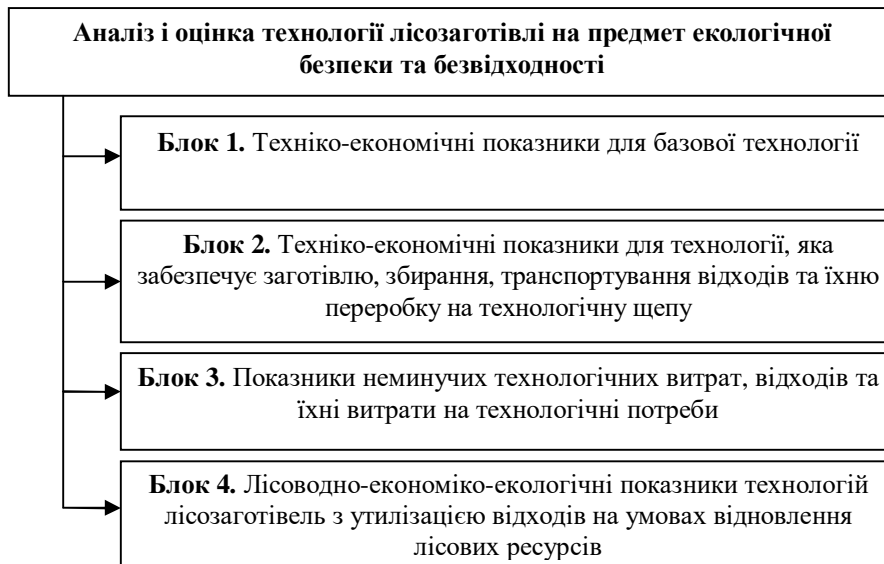 Аналіз і оцінка технології лісозаготівлі на предмет екологічної
безпеки та безвідходності
Блок 1. Техніко-економічні показники для базової технології
Блок 2. Техніко-економічні показники для технології, яка
забезпечує заготівлю, збирання, транспортування відходів та їхню
переробку на технологічну щепу
Блок 3. Показники неминучих технологічних витрат, відходів та
їхні витрати на технологічні потреби
Блок 4. Лісоводно-економіко-екологічні показники технологій
лісозаготівель з утилізацією відходів на умовах відновлення
лісових ресурсів